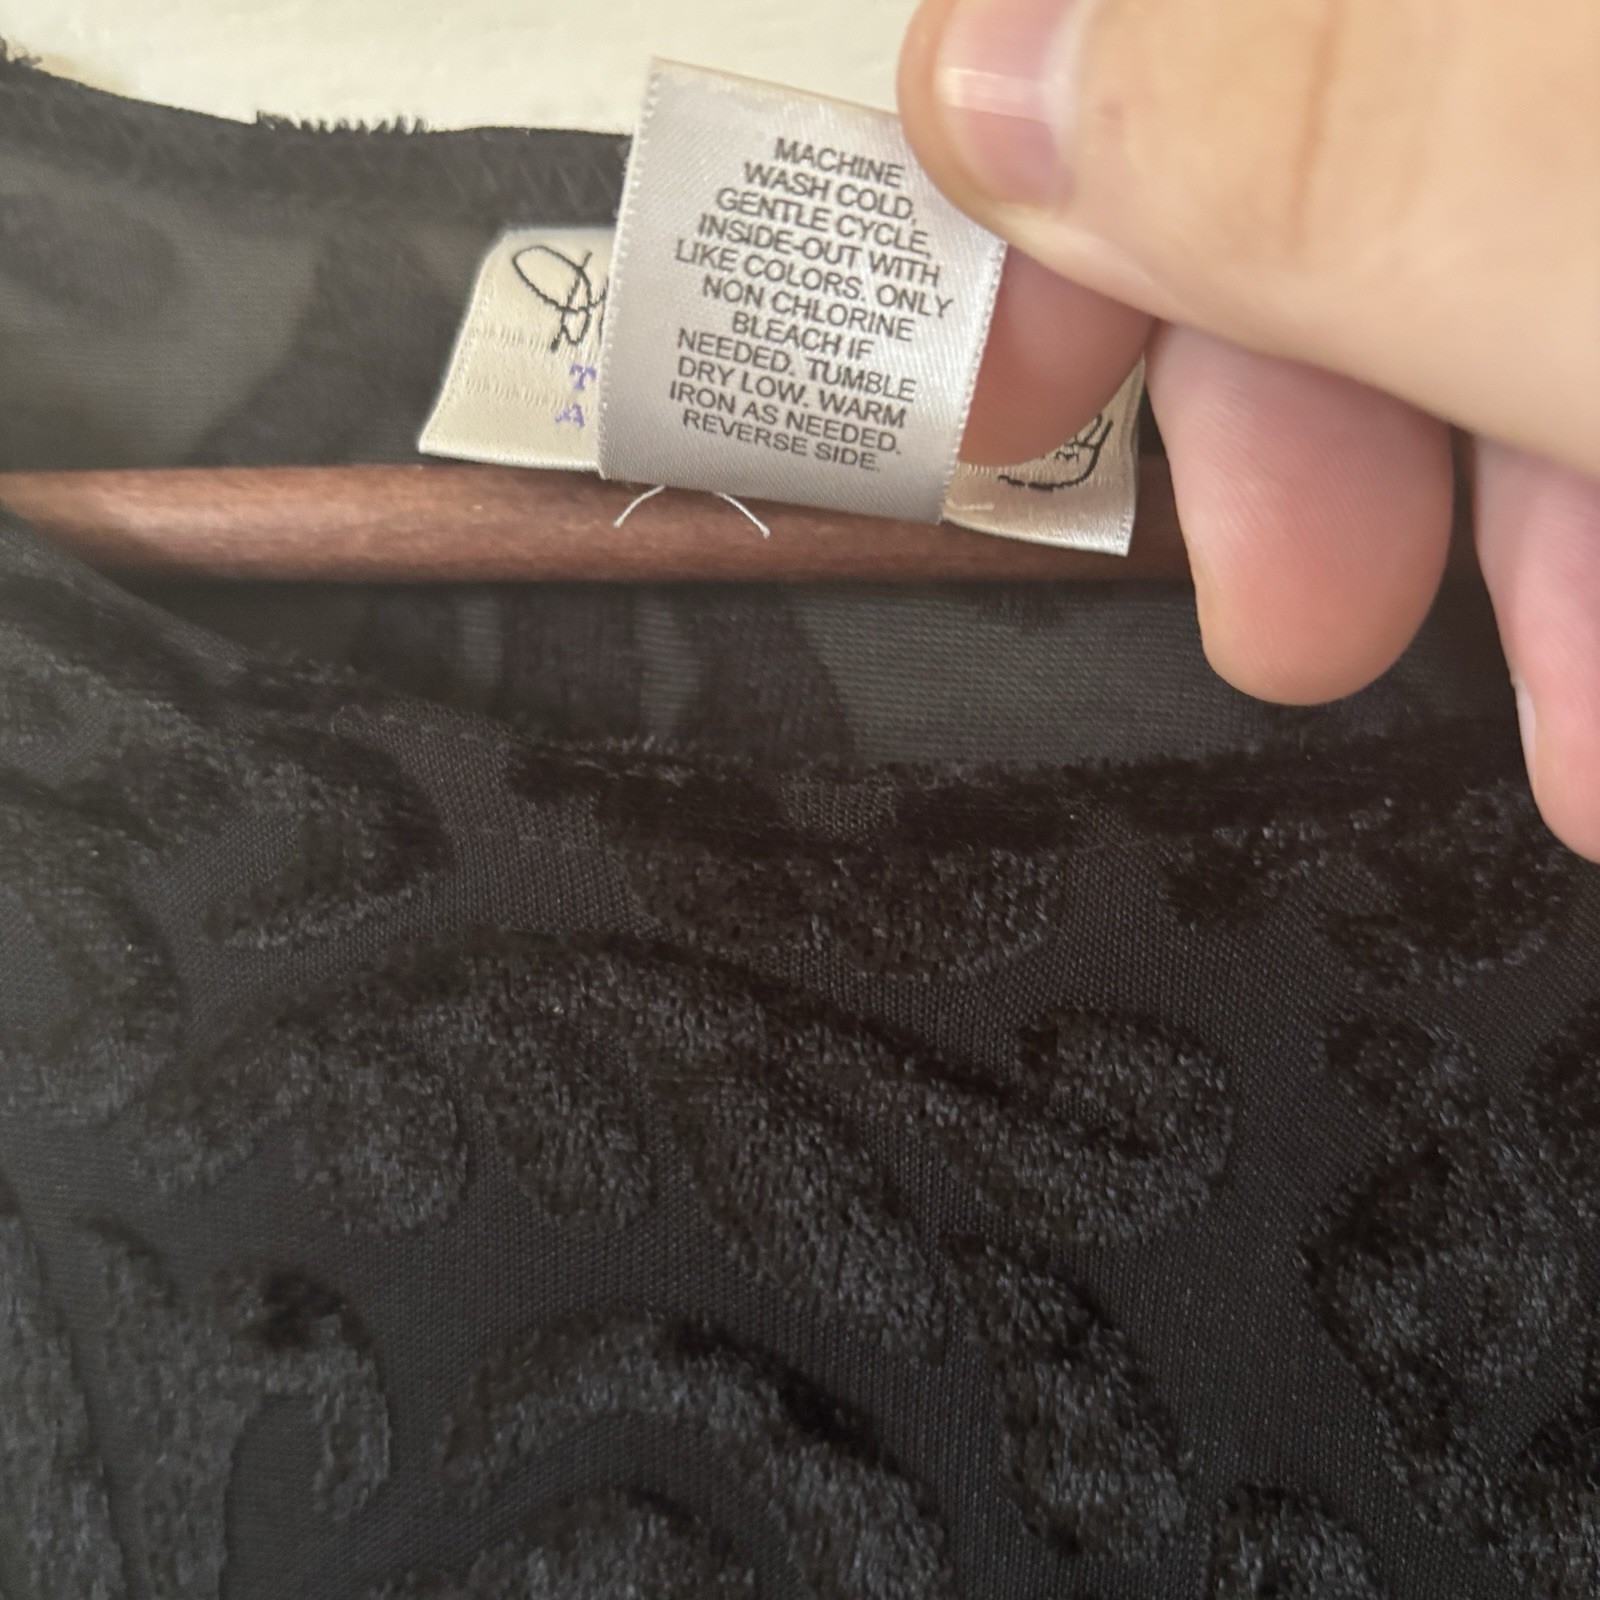 MACHINE
WASH COLD,
GENTLE CYCLE,
INSIDE-OUT WITH
LIKE COLORS. ONLY
NON CHLORINE
BLEACH IF
NEEDED. TUMBLE
DRY LOW. WARM
IRON AS NEEDED.
REVERSE SIDE.